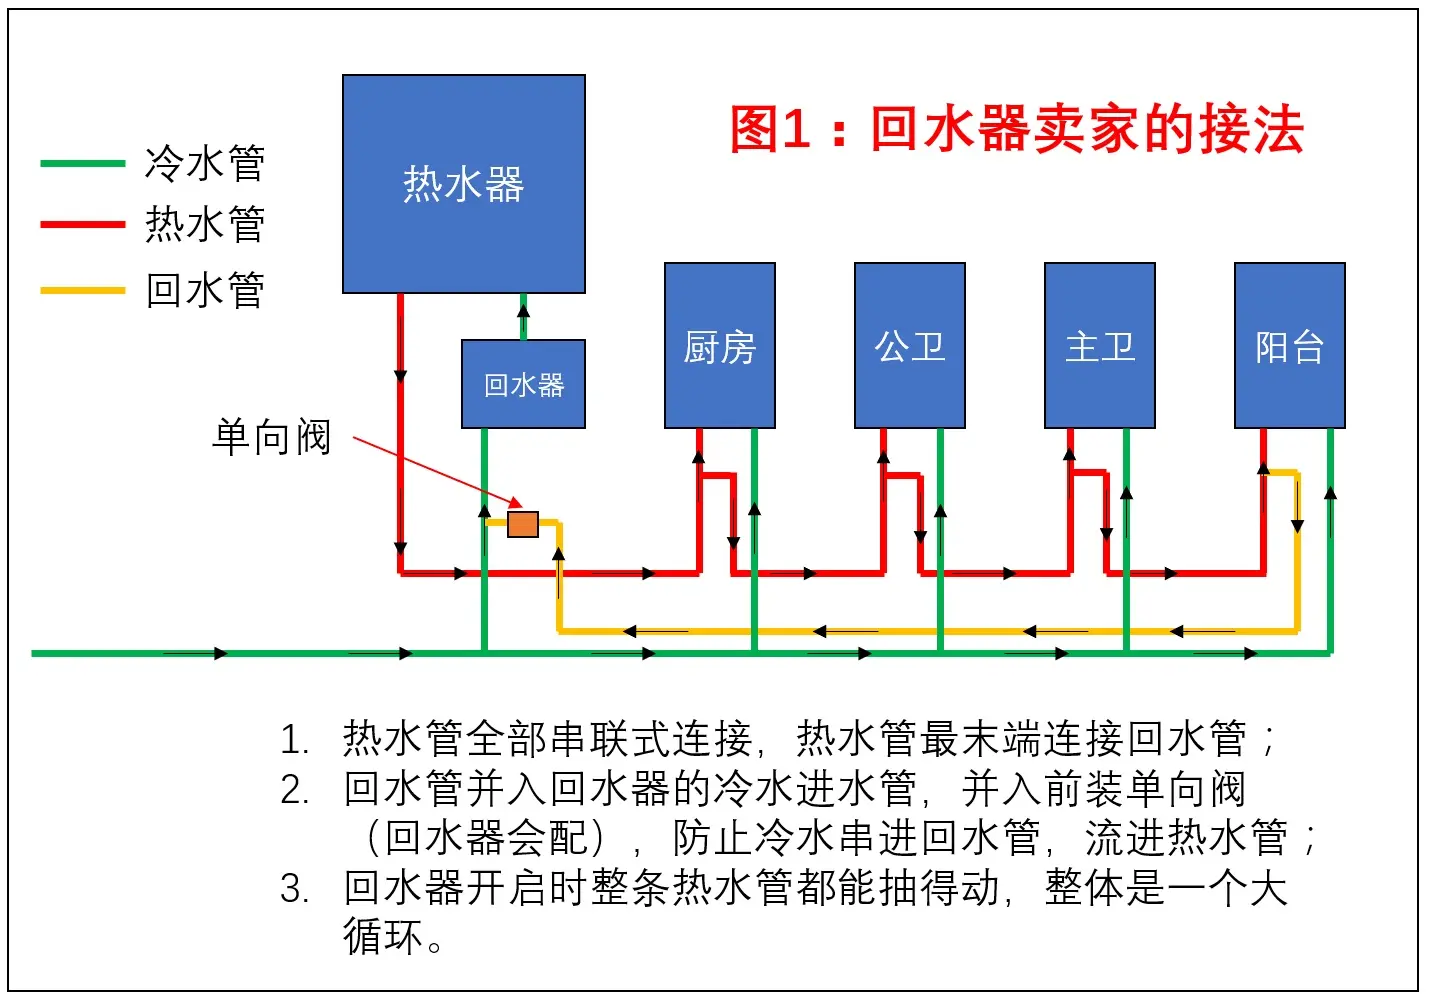 图1：回水器卖家的接法
冷水管
热水管
回水管
热水器
回水器
厨房
公卫
主卫
阳台
单向阀
1. 热水管全部串联式连接，热水管最末端连接回水管；
2. 回水管并入回水器的冷水进水管，并入前装单向阀
（回水器会配），防止冷水串进回水管，流进热水管；
3. 回水器开启时整条热水管都能抽得动，整体是一个大
循环。